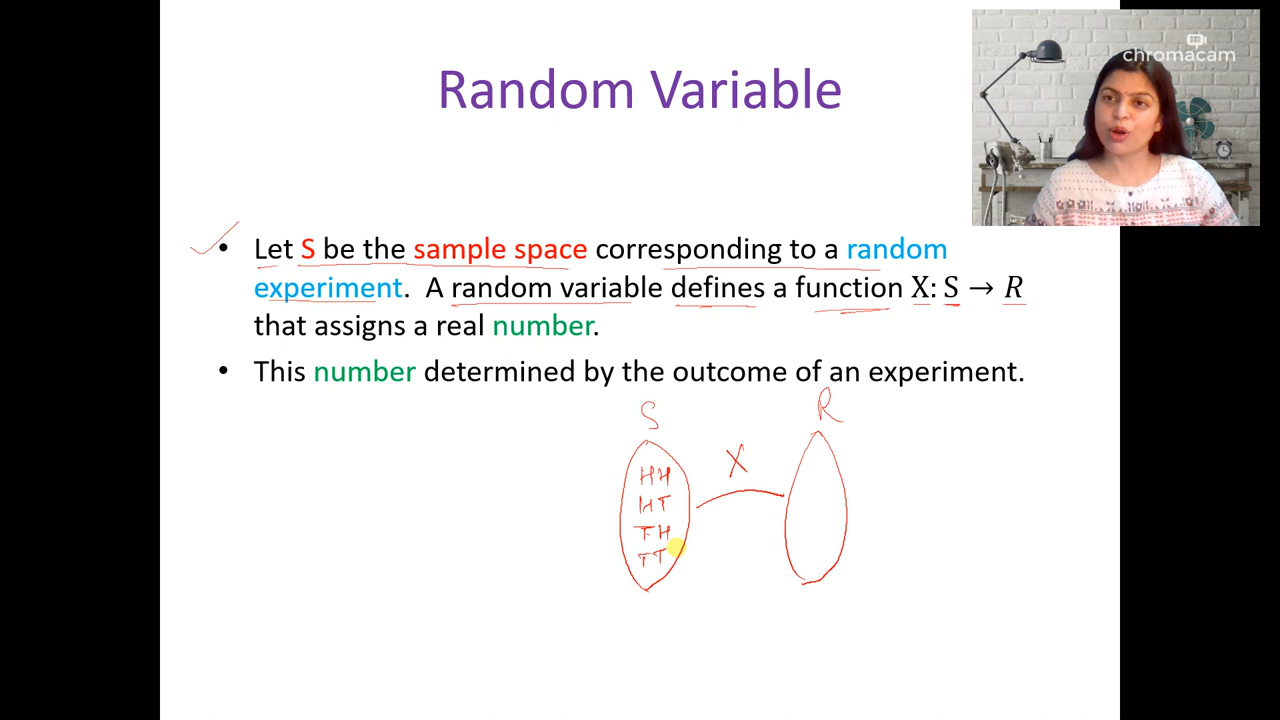 Random Variable
chromacam
• Let S be the sample space corresponding to a random
experiment. A random variable defines a function X: S → R
that assigns a real number.
• This number determined by the outcome of an experiment.
S
R
X
HH
HT
TH
TT